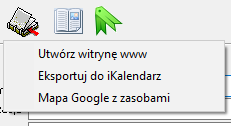 Utwórz witrynę www
Eksportuj do iKalendarz
Mapa Google z zasobami